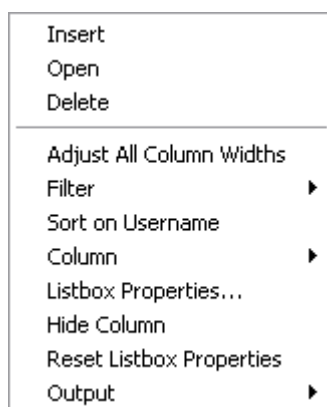 Insert
Open
Delete
Adjust All Column Widths
Filter
Sort on Username
Column
Listbox Properties...
Hide Column
Reset Listbox Properties
Output